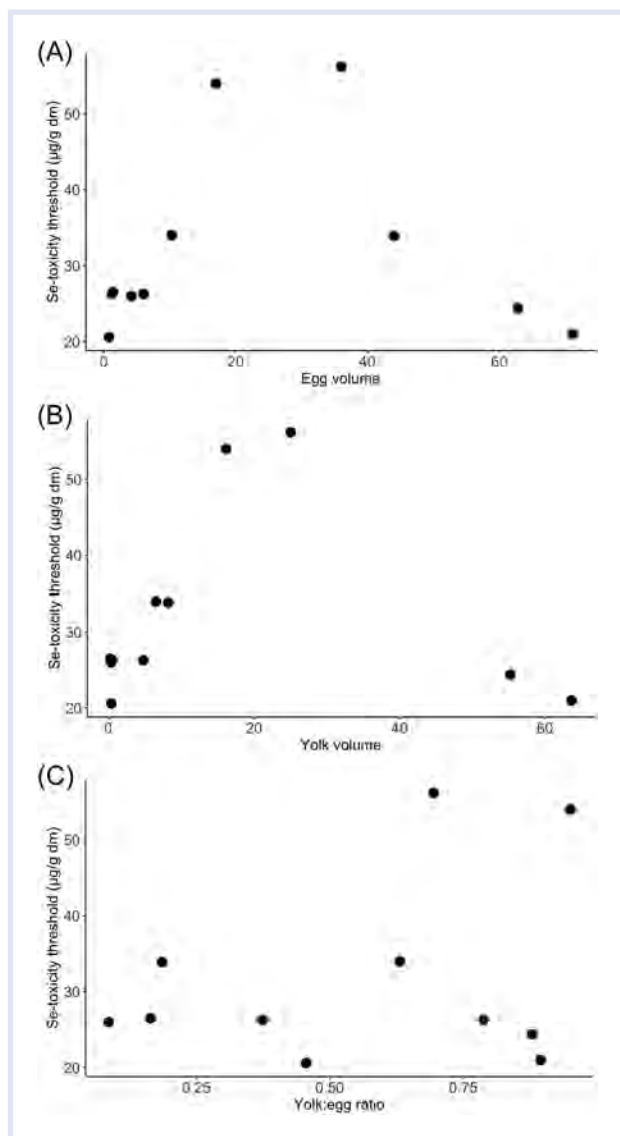 (A)
Se-toxicity threshold (µg/g dm)
50
40
30
20
0 20 40 60
Egg volume
(B)
Se-toxicity threshold (µg/g dm)
50
40
30
20
0 20 40 60
Yolk volume
(C)
Se-toxicity threshold (µg/g dm)
50
40
30
20
0.25 0.50 0.75
Yolk:egg ratio